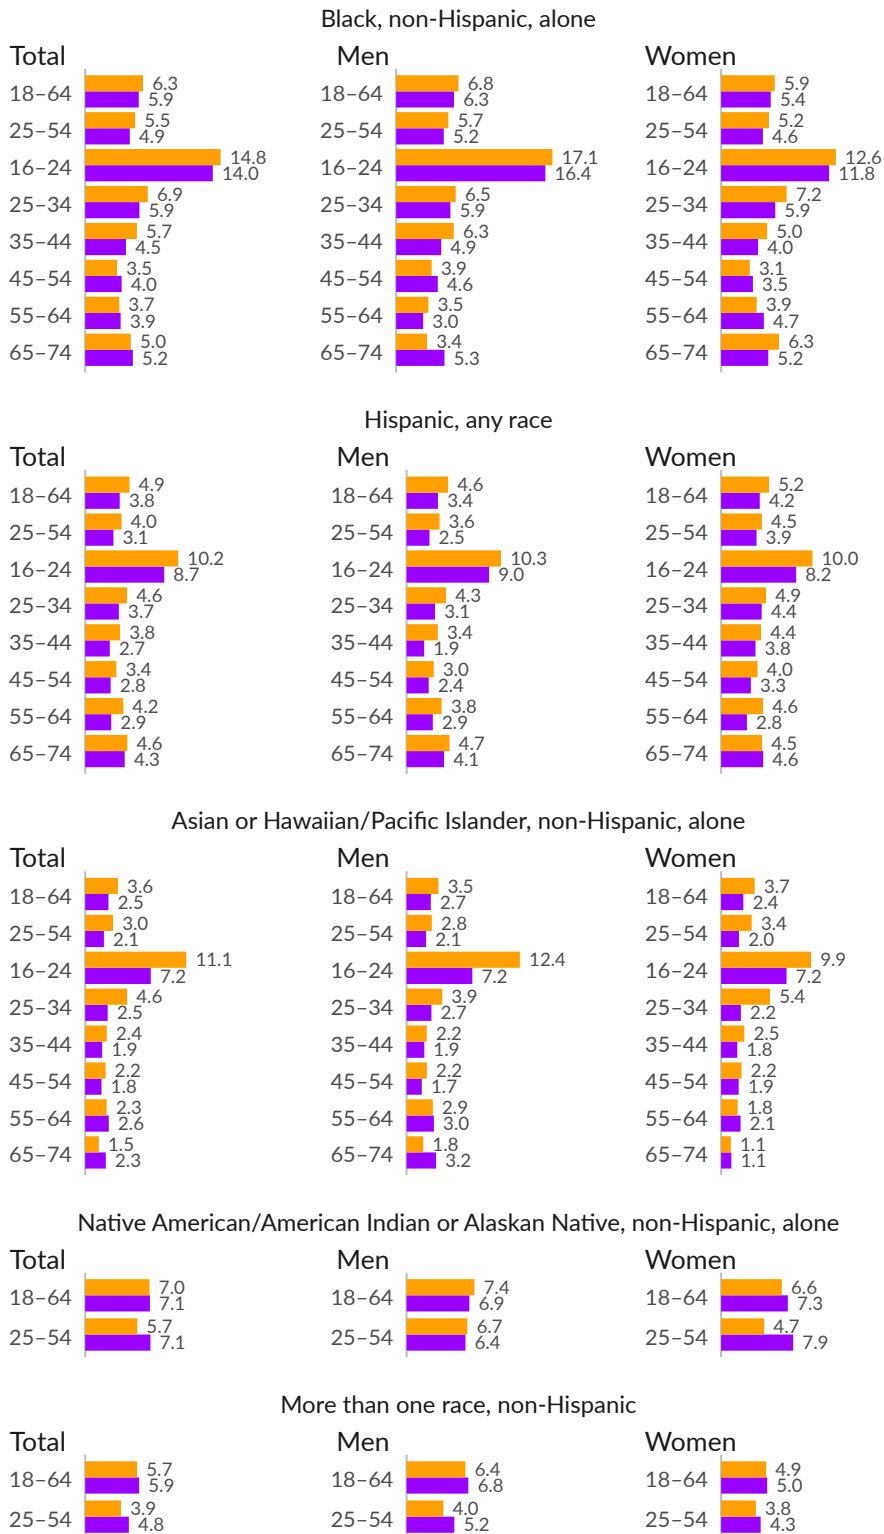 Black, non-Hispanic, alone
Total Men Women
18–64 6.3 5.9 18–64 6.8 6.3 18–64 5.9 5.4
25–54 5.5 4.9 25–54 5.7 5.2 25–54 5.2 4.6
16–24 14.8 14.0 16–24 17.1 16.4 16–24 12.6 11.8
25–34 6.9 5.9 25–34 6.5 5.9 25–34 7.2 5.9
35–44 5.7 4.5 35–44 6.3 4.9 35–44 5.0 4.0
45–54 3.5 4.0 45–54 3.9 4.6 45–54 3.1 3.5
55–64 3.7 3.9 55–64 3.5 3.0 55–64 3.9 4.7
65–74 5.0 5.2 65–74 3.4 5.3 65–74 6.3 5.2
Hispanic, any race
Total Men Women
18–64 4.9 3.8 18–64 4.6 3.4 18–64 5.2 4.2
25–54 4.0 3.1 25–54 3.6 2.5 25–54 4.5 3.9
16–24 10.2 8.7 16–24 10.3 9.0 16–24 10.0 8.2
25–34 4.6 3.7 25–34 4.3 3.1 25–34 4.9 4.4
35–44 3.8 2.7 35–44 3.4 1.9 35–44 4.4 3.8
45–54 3.4 2.8 45–54 3.0 2.4 45–54 4.0 3.3
55–64 4.2 2.9 55–64 3.8 2.9 55–64 4.6 2.8
65–74 4.6 4.3 65–74 4.7 4.1 65–74 4.5 4.6
Asian or Hawaiian/Pacific Islander, non-Hispanic, alone
Total Men Women
18–64 3.6 2.5 18–64 3.5 2.7 18–64 3.7 2.4
25–54 3.0 2.1 25–54 2.8 2.1 25–54 3.4 2.0
16–24 11.1 7.2 16–24 12.4 7.2 16–24 9.9 7.2
25–34 4.6 2.5 25–34 3.9 2.7 25–34 5.4 2.2
35–44 2.4 1.9 35–44 2.2 1.9 35–44 2.5 1.8
45–54 2.2 1.8 45–54 2.2 1.7 45–54 2.2 1.9
55–64 2.3 2.6 55–64 2.9 3.0 55–64 1.8 2.1
65–74 1.5 2.3 65–74 1.8 3.2 65–74 1.1 1.1
Native American/American Indian or Alaskan Native, non-Hispanic, alone
Total Men Women
18–64 7.0 7.1 18–64 7.4 6.9 18–64 6.6 7.3
25–54 5.7 7.1 25–54 6.7 6.4 25–54 4.7 7.9
More than one race, non-Hispanic
Total Men Women
18–64 5.7 5.9 18–64 6.4 6.8 18–64 4.9 5.0
25–54 3.9 4.8 25–54 4.0 5.2 25–54 3.8 4.3